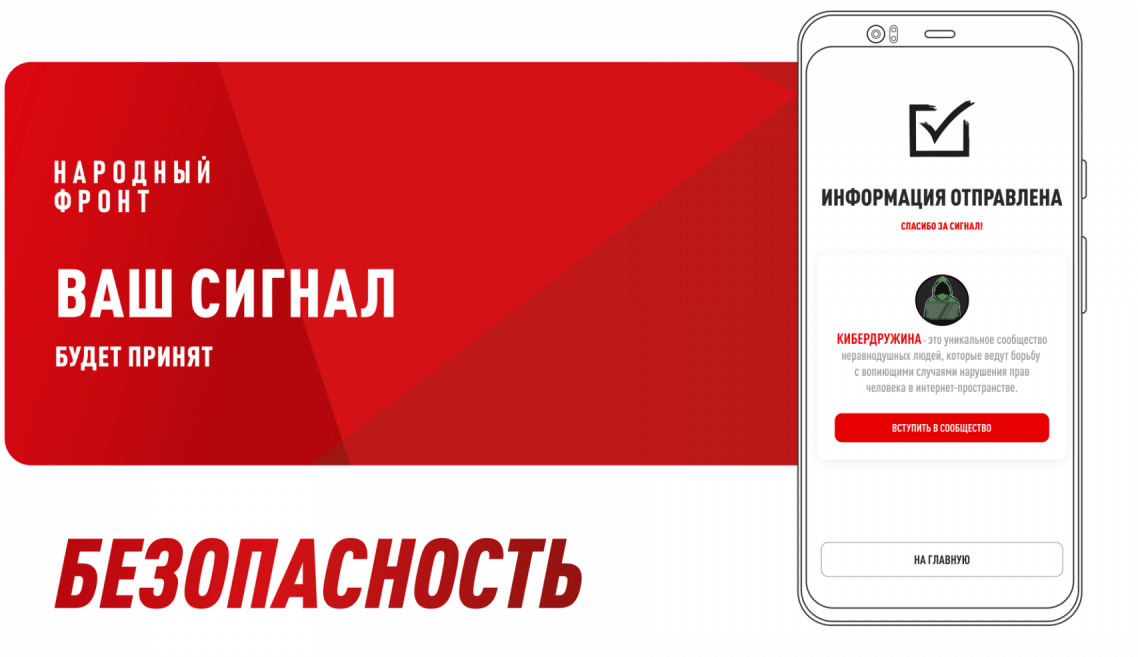 НАРОДНЫЙ
ФРОНТ
ВАШ СИГНАЛ
БУДЕТ ПРИНЯТ
БЕЗОПАСНОСТЬ
ИНФОРМАЦИЯ ОТПРАВЛЕНА
СПАСИБО ЗА СИГНАЛ!
КИБЕРДРУЖИНА - это уникальное сообщество
неравнодушных людей, которые ведут борьбу
с вопиющими случаями нарушения прав
человека в интернет-пространстве.
ВСТУПИТЬ В СООБЩЕСТВО
НА ГЛАВНУЮ